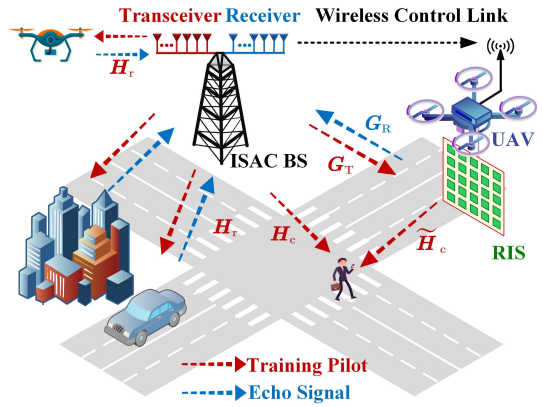 Transceiver Receiver Wireless Control Link
H_r
G_R
UAV
ISAC BS
G_T
H_r
H_c
H̃_c
RIS
Training Pilot
Echo Signal